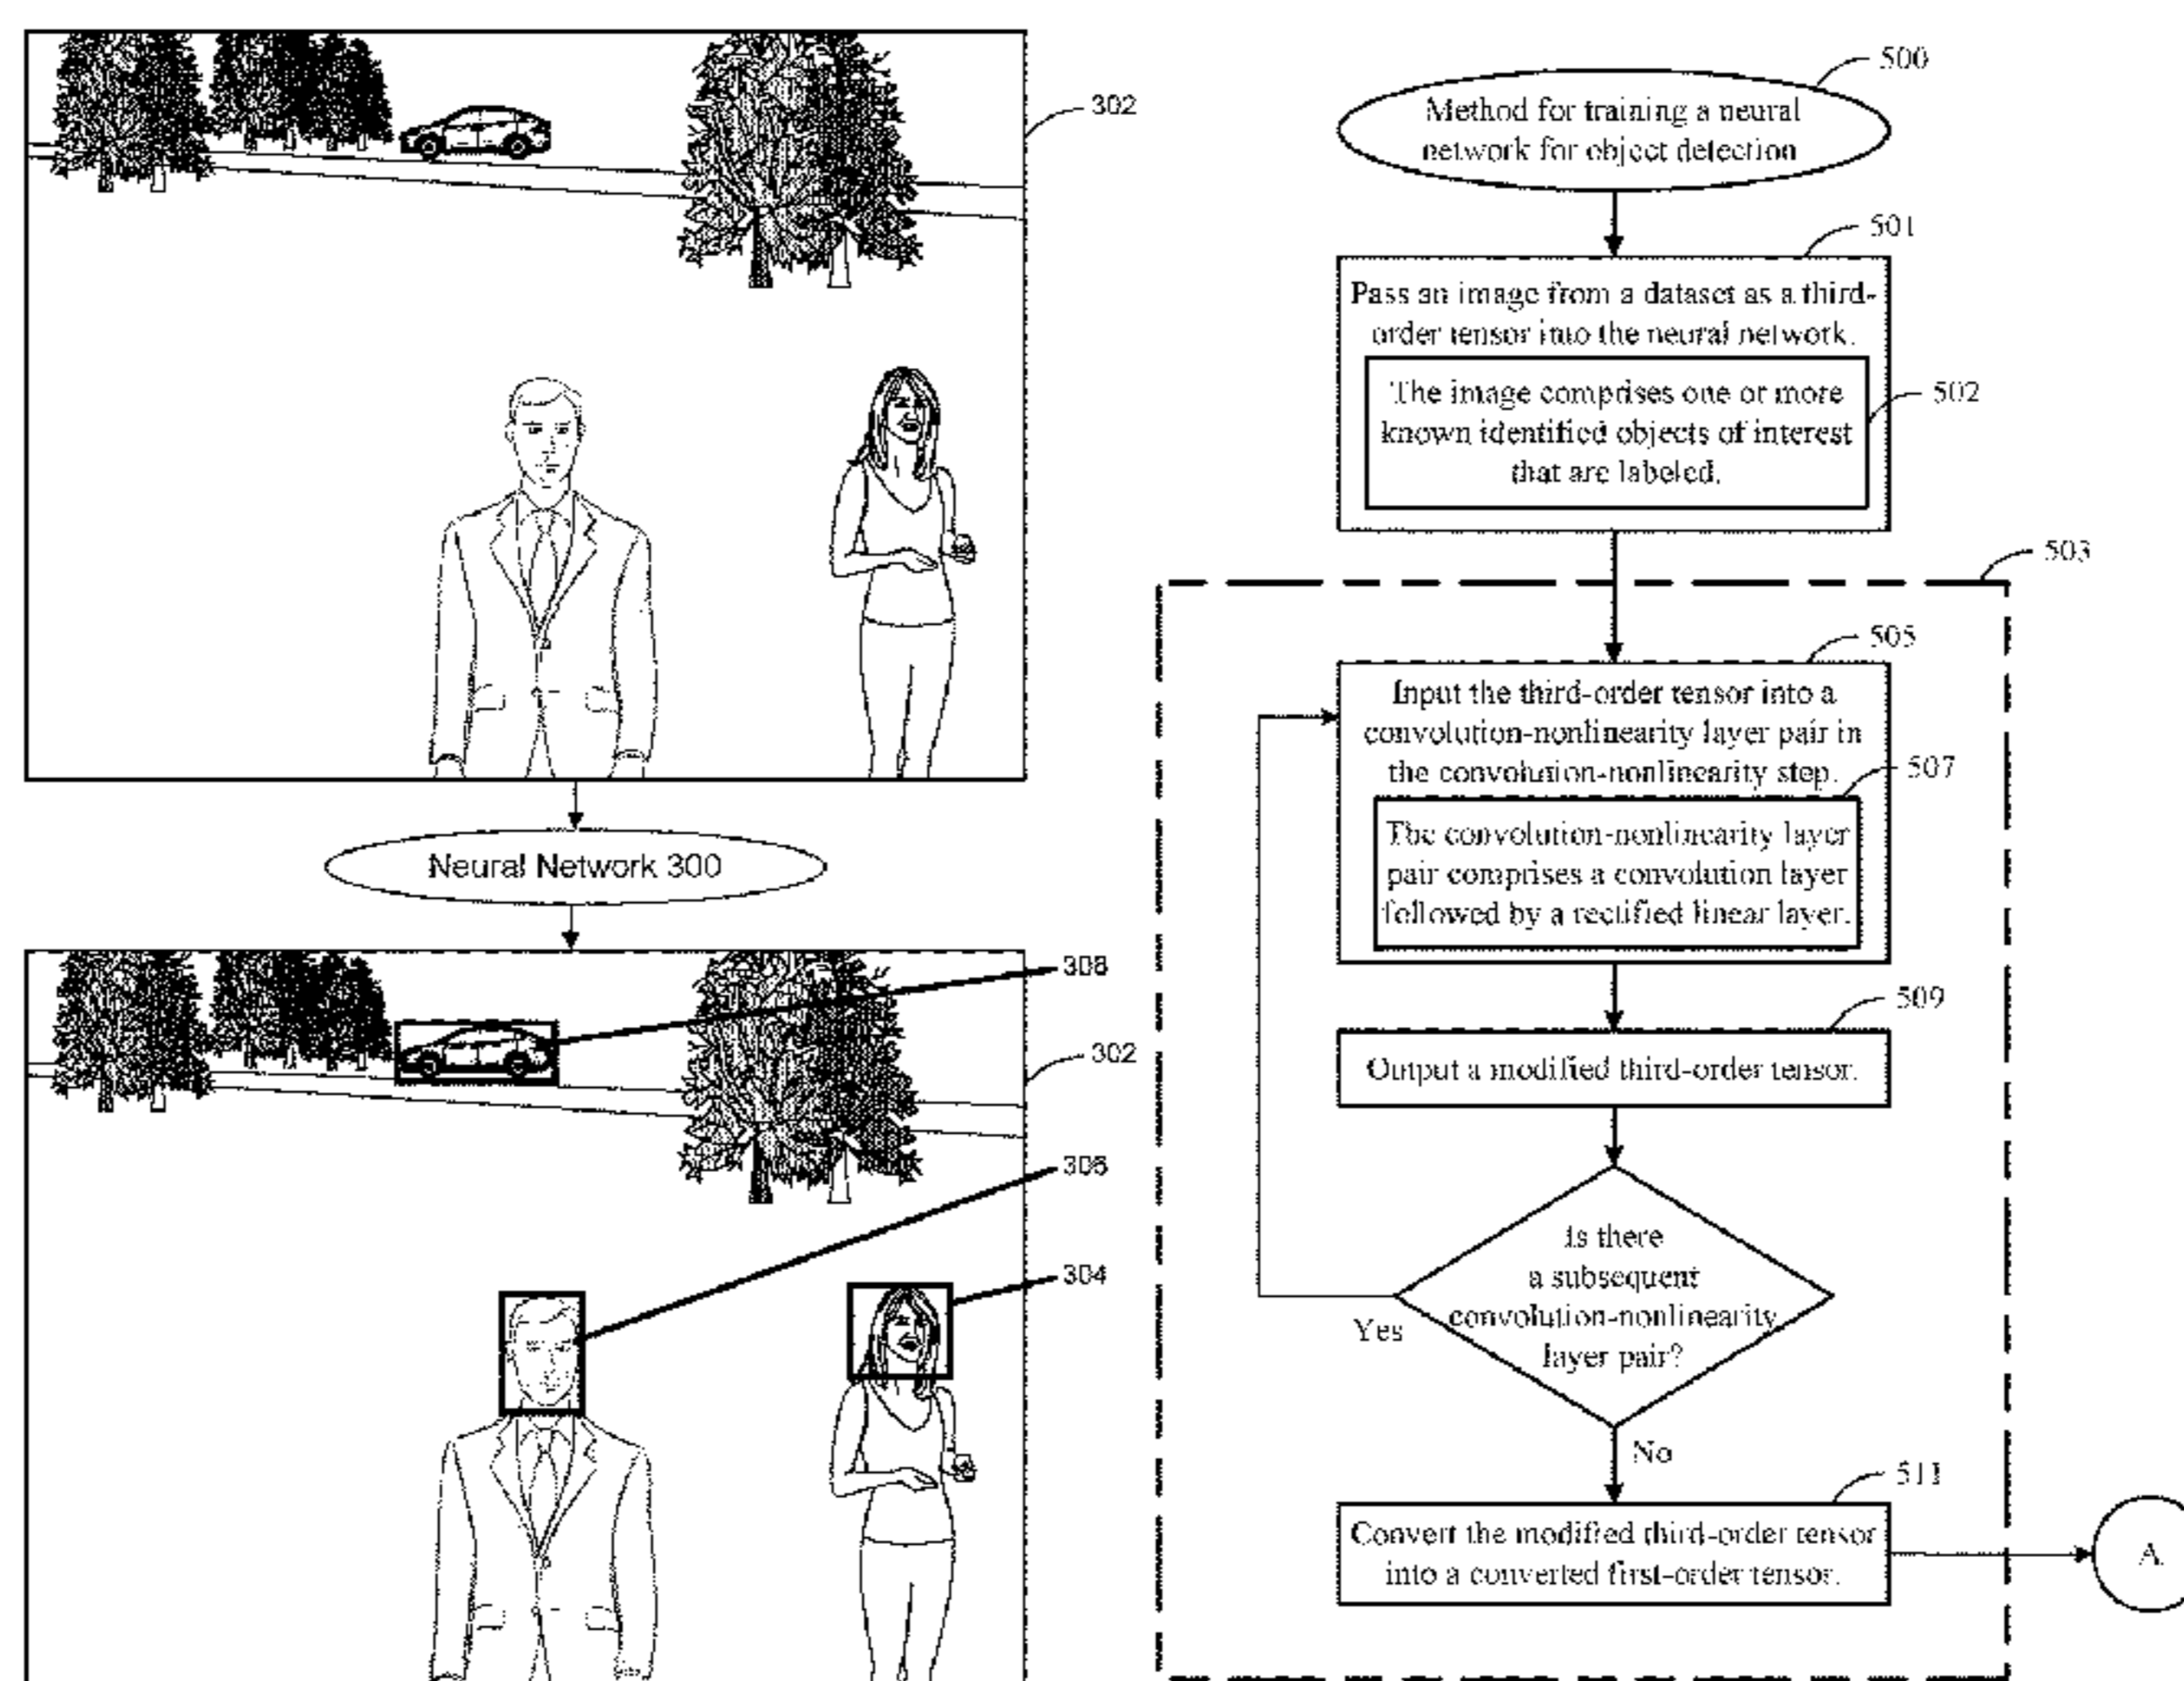 302
Neural Network 300
308
302
306
304
500
Method for training a neural
network for object detection
501
Pass an image from a dataset as a third-
order tensor into the neural network.
The image comprises one or more
known identified objects of interest
that are labeled.
502
503
505
Input the third-order tensor into a
convolution-nonlinearity layer pair in
the convolution-nonlinearity step.
507
The convolution-nonlinearity layer
pair comprises a convolution layer
followed by a rectified linear layer.
509
Output a modified third-order tensor.
Is there
a subsequent
convolution-nonlinearity
layer pair?
Yes
No
511
Convert the modified third-order tensor
into a converted first-order tensor.
A